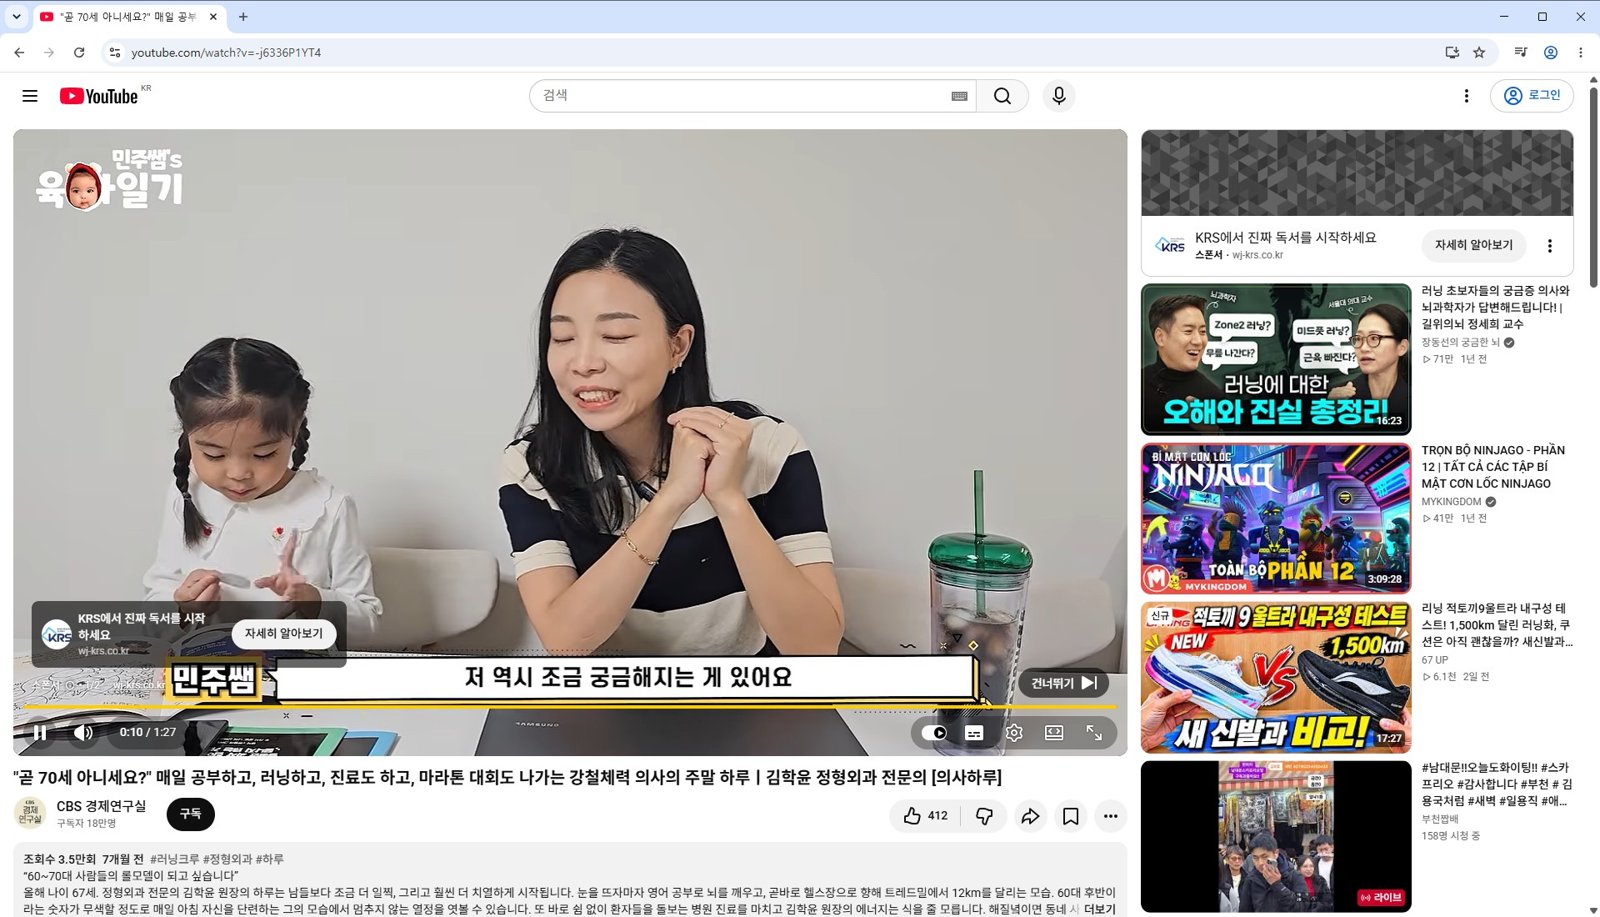 "곧 70세 아니세요?" 매일 공부
youtube.com/watch?v=-j6336P1YT4
YouTube KR
검색
로그인
민주쌤's
육아일기
KRS에서 진짜 독서를 시작
하세요
wj-krs.co.kr
자세히 알아보기
KRS
민주쌤
저 역시 조금 궁금해지는 게 있어요
건너뛰기
SAMSUNG
0:10 / 1:27
KRS
KRS에서 진짜 독서를 시작하세요
스폰서 · wj-krs.co.kr
자세히 알아보기
뇌과학자
서울대 의대 교수
Zone2 러닝?
무릎 나간다?
미드풋 러닝?
근육 빠진다?
러닝에 대한
오해와 진실 총정리
16:23
러닝 초보자들의 궁금증 의사와
뇌과학자가 답변해드립니다! |
길위의뇌 정세희 교수
장동선의 궁금한 뇌
71만 1년 전
BÍ MẬT CƠN LỐC
NINJAGO
TOÀN BỘ PHẦN 12
MYKINGDOM
3:09:28
TRỌN BỘ NINJAGO - PHẦN
12 | TẤT CẢ CÁC TẬP BÍ
MẬT CƠN LỐC NINJAGO
MYKINGDOM
41만 1년 전
신규
적토끼 9 울트라 내구성 테스트
NEW
1,500km
VS
새 신발과 비교!
17:27
리닝 적토끼9울트라 내구성 테
스트! 1,500km 달린 러닝화, 쿠
션은 아직 괜찮을까? 새신발과...
67 UP
6.1천 2일 전
라이브
#남대문!!오늘도화이팅!! #스카
프리오 #감사합니다 #부천 # 김
용국처럼 #새벽 #일용직 #애...
부천짭배
158명 시청 중
"곧 70세 아니세요?" 매일 공부하고, 러닝하고, 진료도 하고, 마라톤 대회도 나가는 강철체력 의사의 주말 하루 | 김학윤 정형외과 전문의 [의사하루]
CBS
경제
연구실
CBS 경제연구실
구독자 18만명
구독
412
조회수 3.5만회 7개월 전 #러닝크루 #정형외과 #하루
“60~70대 사람들의 롤모델이 되고 싶습니다”
올해 나이 67세. 정형외과 전문의 김학윤 원장의 하루는 남들보다 조금 더 일찍, 그리고 훨씬 더 치열하게 시작됩니다. 눈을 뜨자마자 영어 공부로 뇌를 깨우고, 곧바로 헬스장으로 향해 트레드밀에서 12km를 달리는 모습. 60대 후반이
라는 숫자가 무색할 정도로 매일 아침 자신을 단련하는 그의 모습에서 멈추지 않는 열정을 엿볼 수 있습니다. 또 바로 쉼 없이 환자들을 돌보는 병원 진료를 마치고 김학윤 원장의 에너지는 식을 줄 모릅니다. 해질녘이면 동네 사 더보기